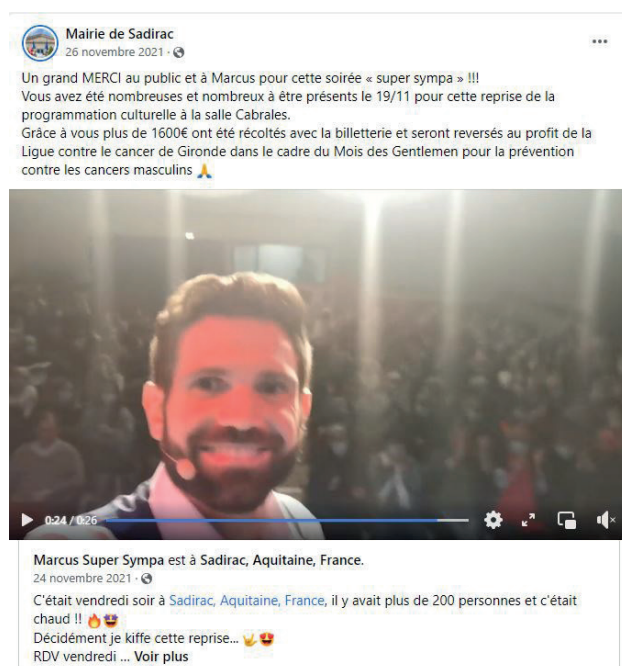 Mairie de Sadirac
26 novembre 2021 ·
Un grand MERCI au public et à Marcus pour cette soirée « super sympa » !!!
Vous avez été nombreuses et nombreux à être présents le 19/11 pour cette reprise de la
programmation culturelle à la salle Cabrales.
Grâce à vous plus de 1600€ ont été récoltés avec la billetterie et seront reversés au profit de la
Ligue contre le cancer de Gironde dans le cadre du Mois des Gentlemen pour la prévention
contre les cancers masculins 🙏
0:24 / 0:26
Marcus Super Sympa est à Sadirac, Aquitaine, France.
24 novembre 2021 ·
C'était vendredi soir à Sadirac, Aquitaine, France, il y avait plus de 200 personnes et c'était
chaud !! 🔥🤩
Décidément je kiffe cette reprise... 🤟🤩
RDV vendredi ... Voir plus